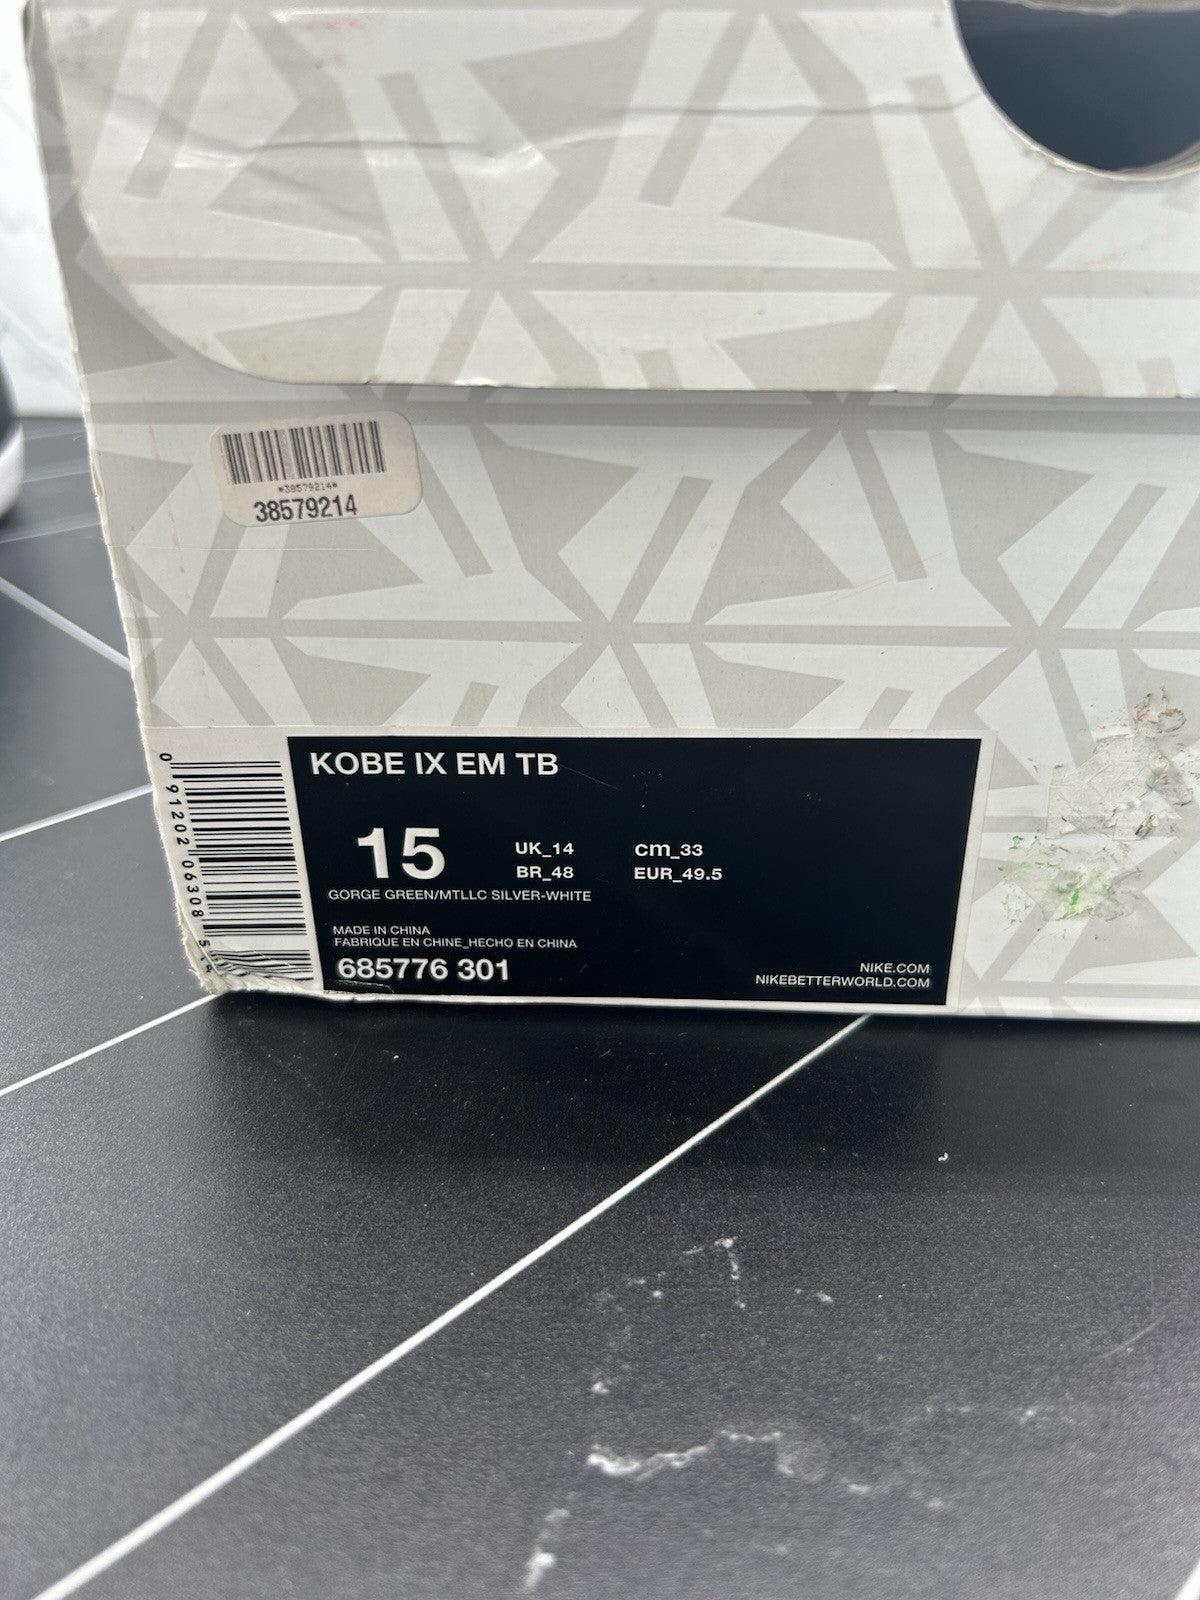 *38579214*
38579214
KOBE IX EM TB
15
UK_14 cm_33
BR_48 EUR_49.5
GORGE GREEN/MTLLC SILVER-WHITE
MADE IN CHINA
FABRIQUE EN CHINE_HECHO EN CHINA
685776 301
NIKE.COM
NIKEBETTERWORLD.COM
0 91202 06308 5